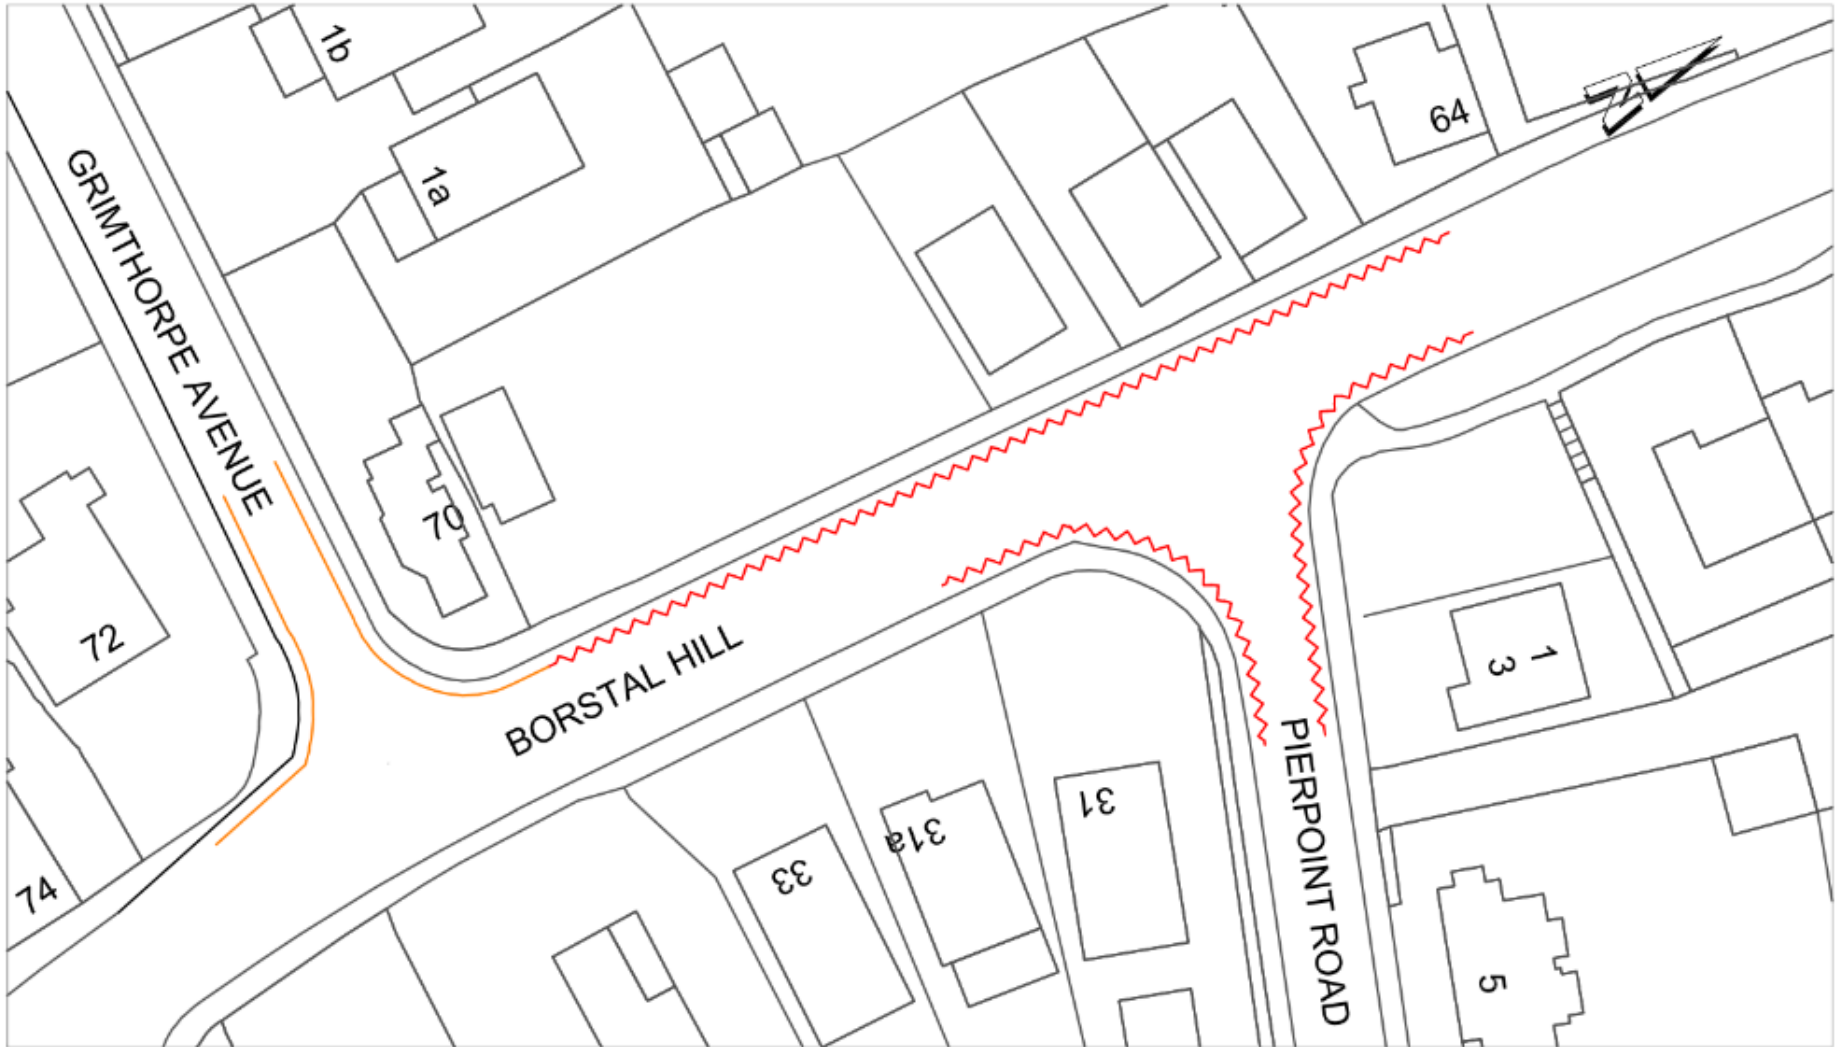 1b
64
N
GRIMTHORPE AVENUE
1a
70
72
BORSTAL HILL
1
3
31
31a
33
PIERPOINT ROAD
74
5